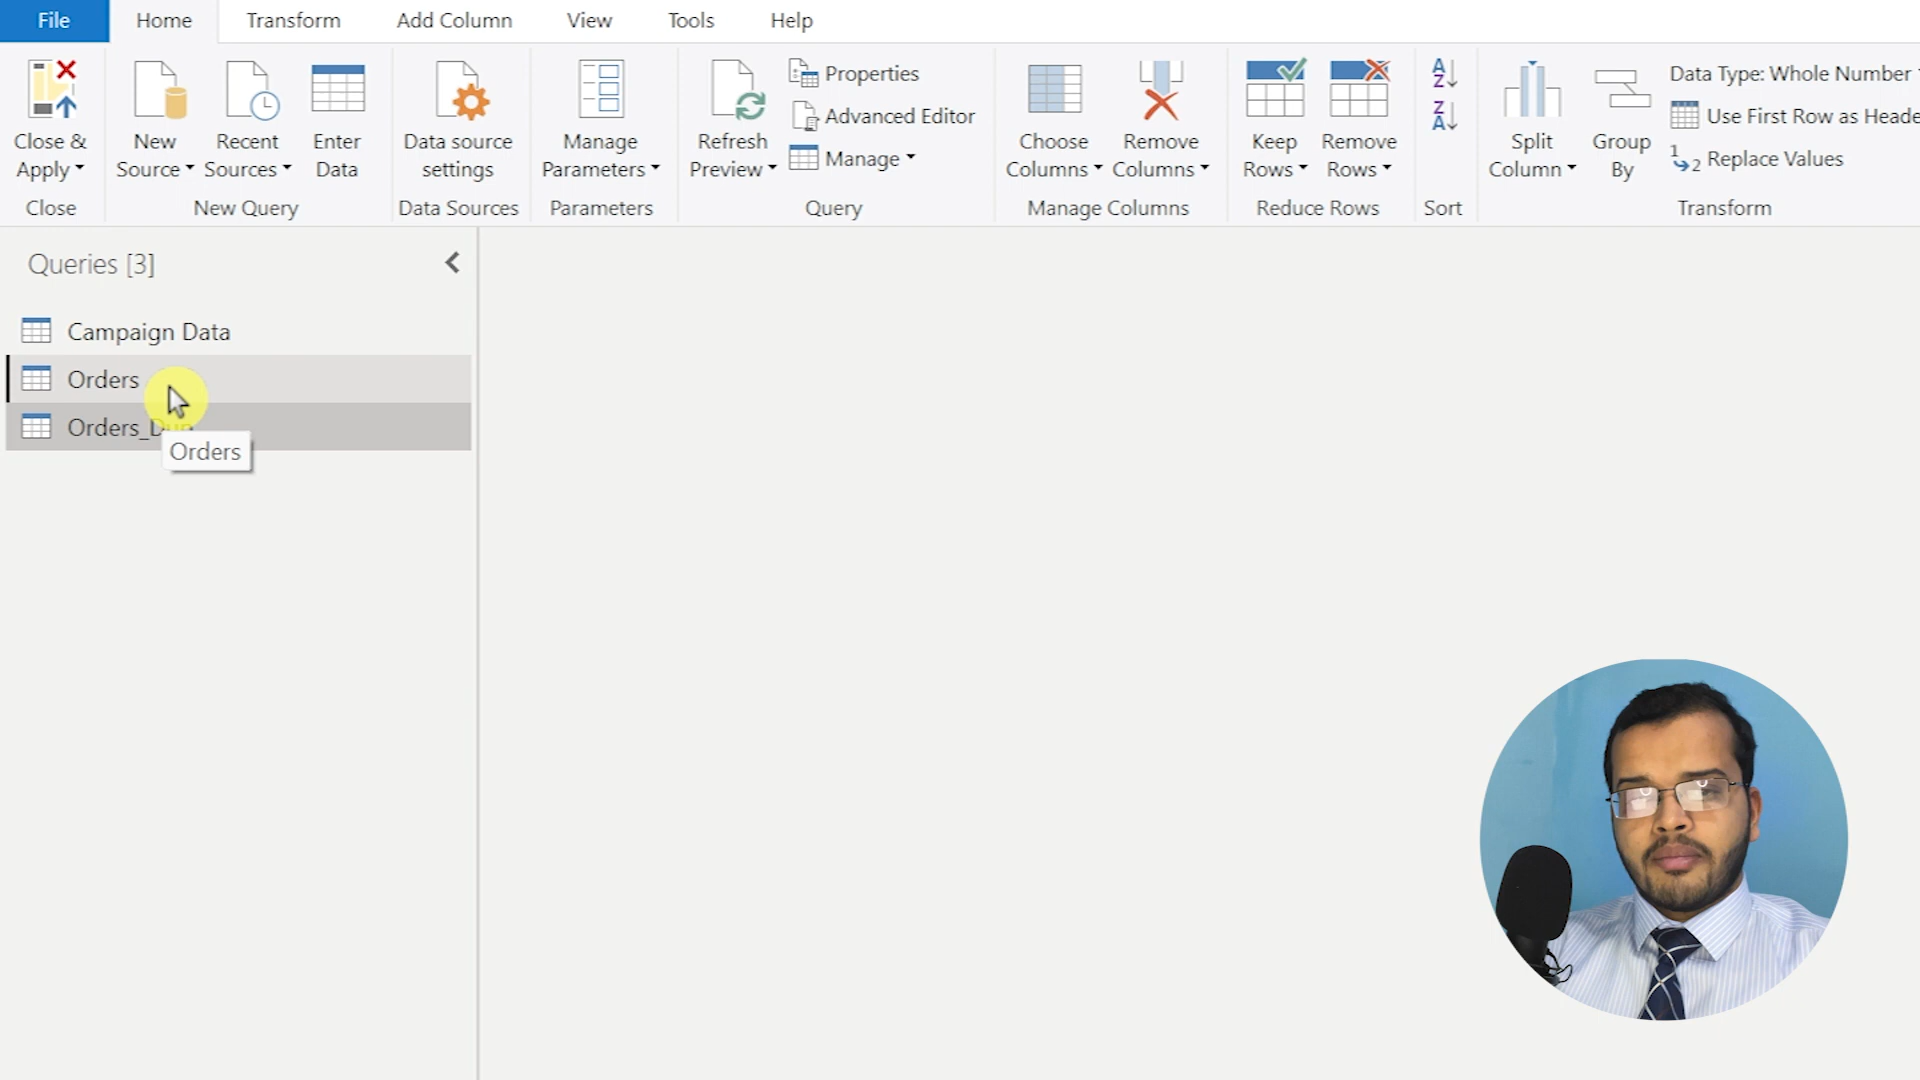 File Home Transform Add Column View Tools Help
Close & Apply
New Source
Recent Sources
Enter Data
Data source settings
Manage Parameters
Refresh Preview
Properties
Advanced Editor
Manage
Choose Columns
Remove Columns
Keep Rows
Remove Rows
A Z
Z A
Split Column
Group By
Data Type: Whole Number
Use First Row as Heade
1 2 Replace Values
Close
New Query
Data Sources
Parameters
Query
Manage Columns
Reduce Rows
Sort
Transform
Queries [3]
Campaign Data
Orders
Orders_Dup
Orders